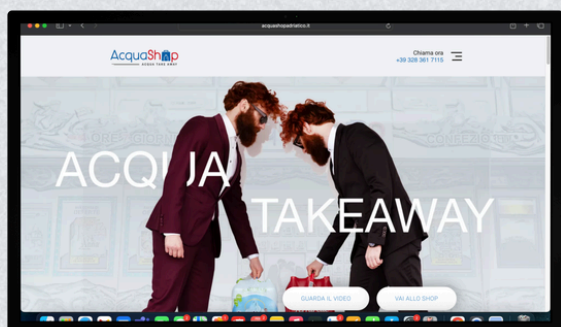 acquashopadriatico.it
AcquaShop
ACQUA TAKE AWAY
Chiama ora
+39 328 381 7115
ACQUA
TAKEAWAY
GUARDA IL VIDEO
VAI ALLO SHOP